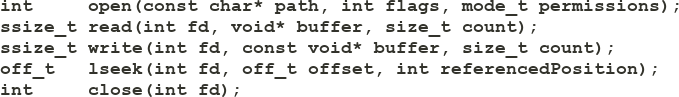 int     open(const char* path, int flags, mode_t permissions);
ssize_t read(int fd, void* buffer, size_t count);
ssize_t write(int fd, const void* buffer, size_t count);
off_t   lseek(int fd, off_t offset, int referencedPosition);
int     close(int fd);